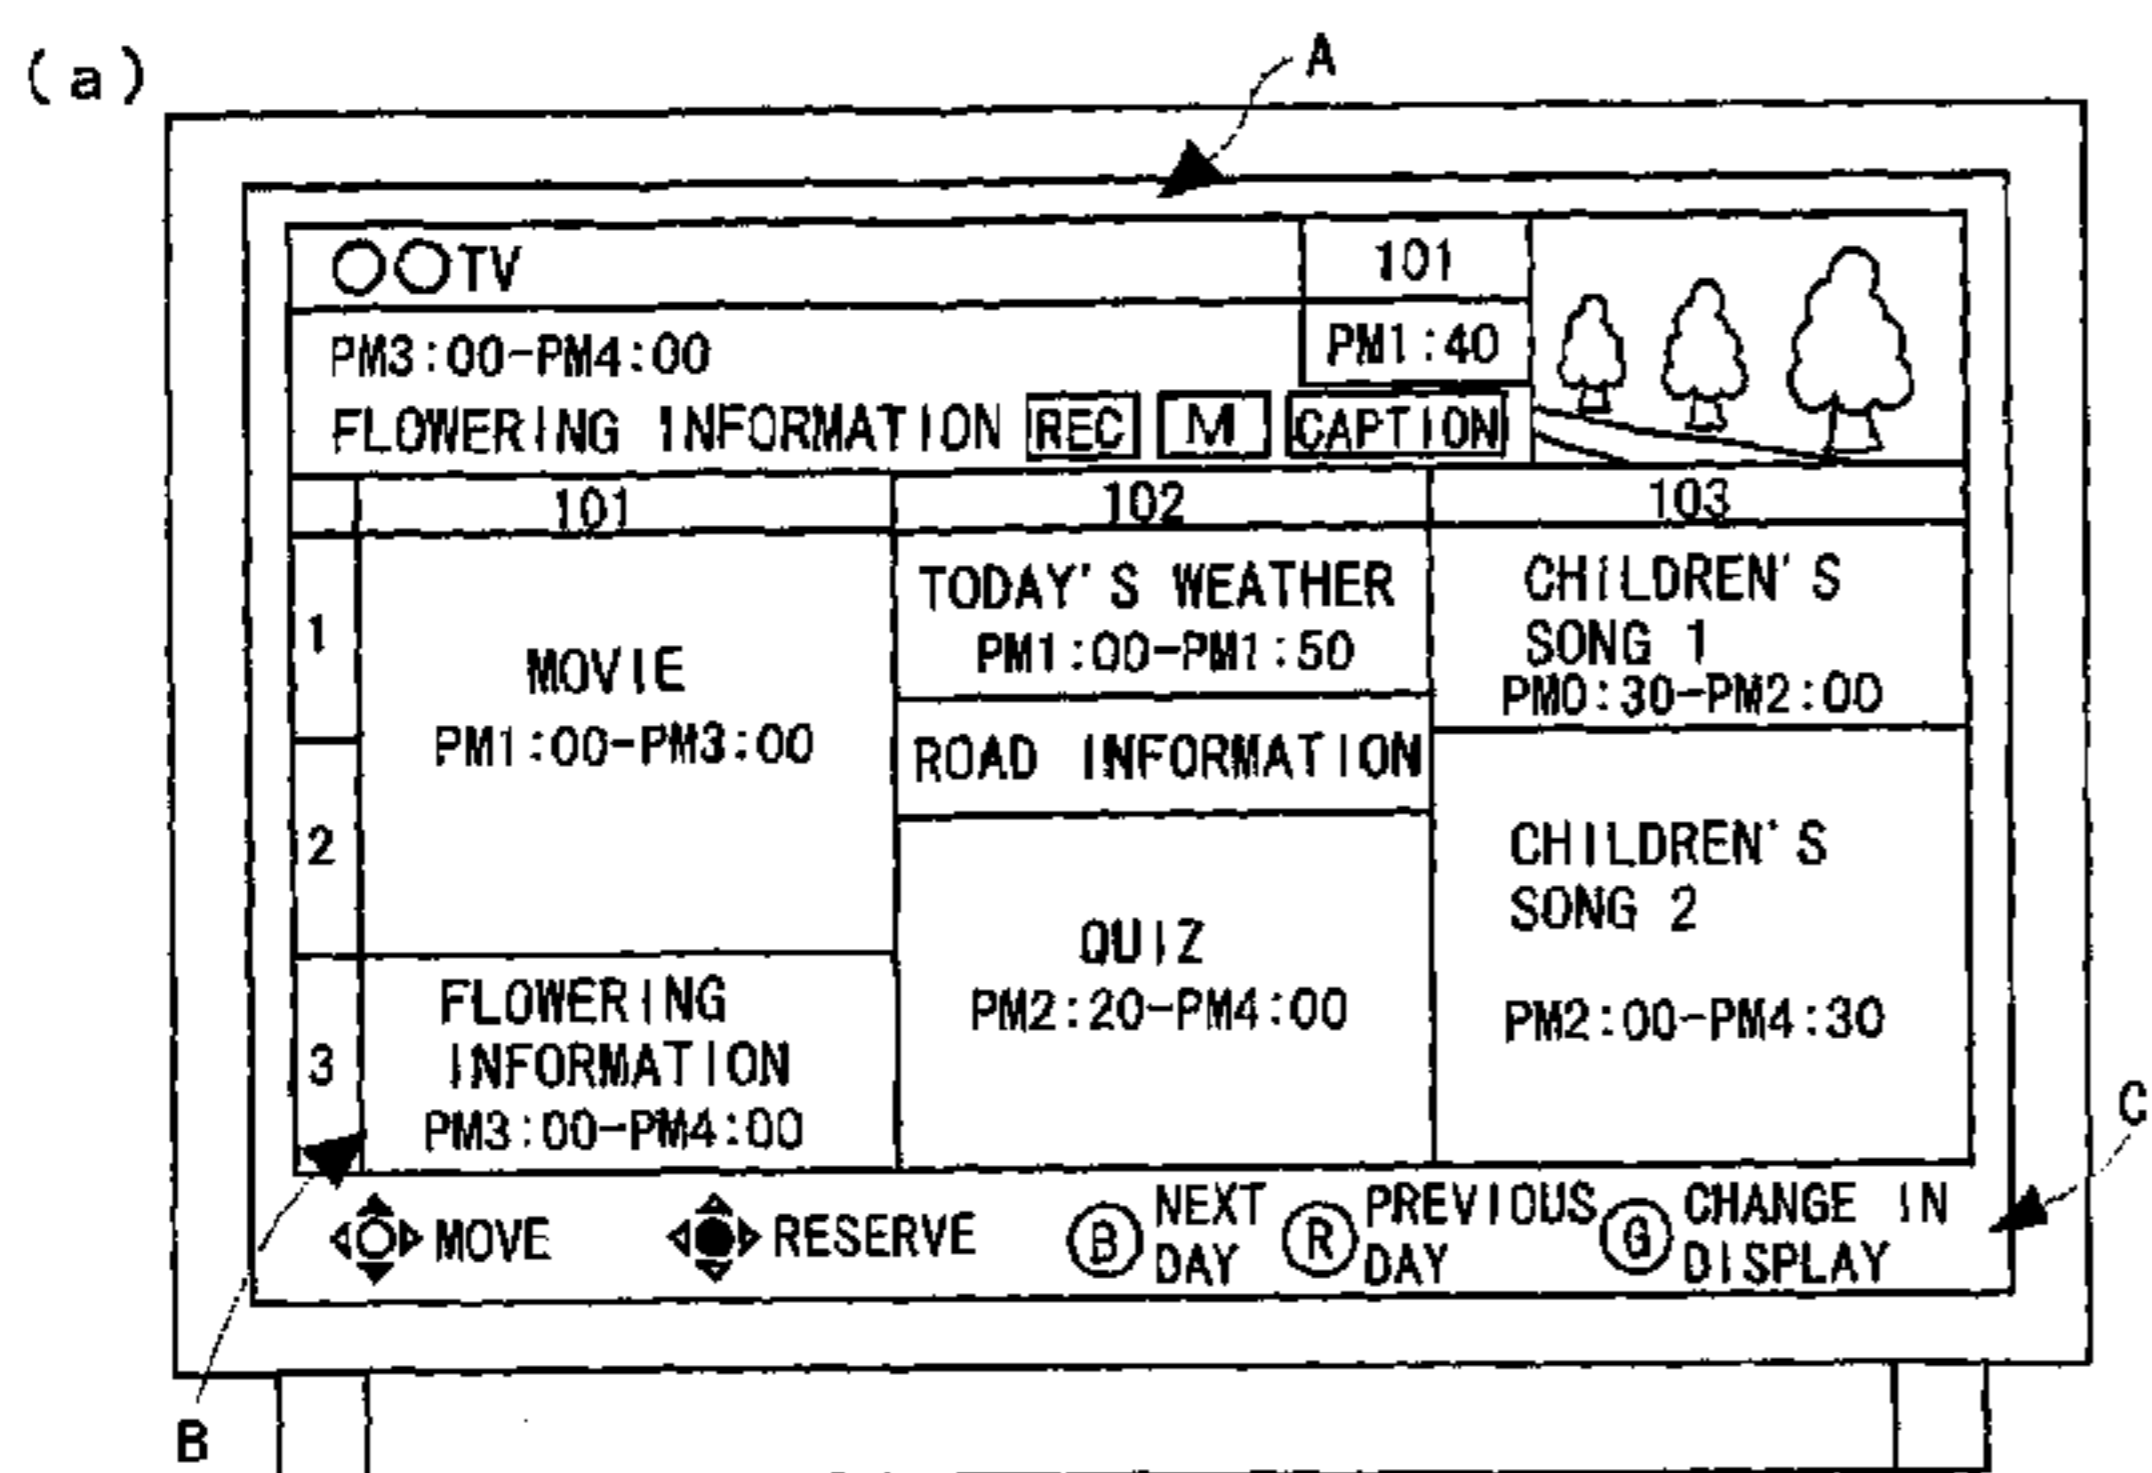 (a)
A
○○TV
101
PM3:00-PM4:00
PM1:40
FLOWERING INFORMATION REC M CAPTION
101 102 103
1
2
3
MOVIE
PM1:00-PM3:00
FLOWERING
INFORMATION
PM3:00-PM4:00
TODAY'S WEATHER
PM1:00-PM1:50
ROAD INFORMATION
QUIZ
PM2:20-PM4:00
CHILDREN'S
SONG 1
PM0:30-PM2:00
CHILDREN'S
SONG 2
PM2:00-PM4:30
C
MOVE
RESERVE
B NEXT
DAY
R PREVIOUS
DAY
G CHANGE IN
DISPLAY
B